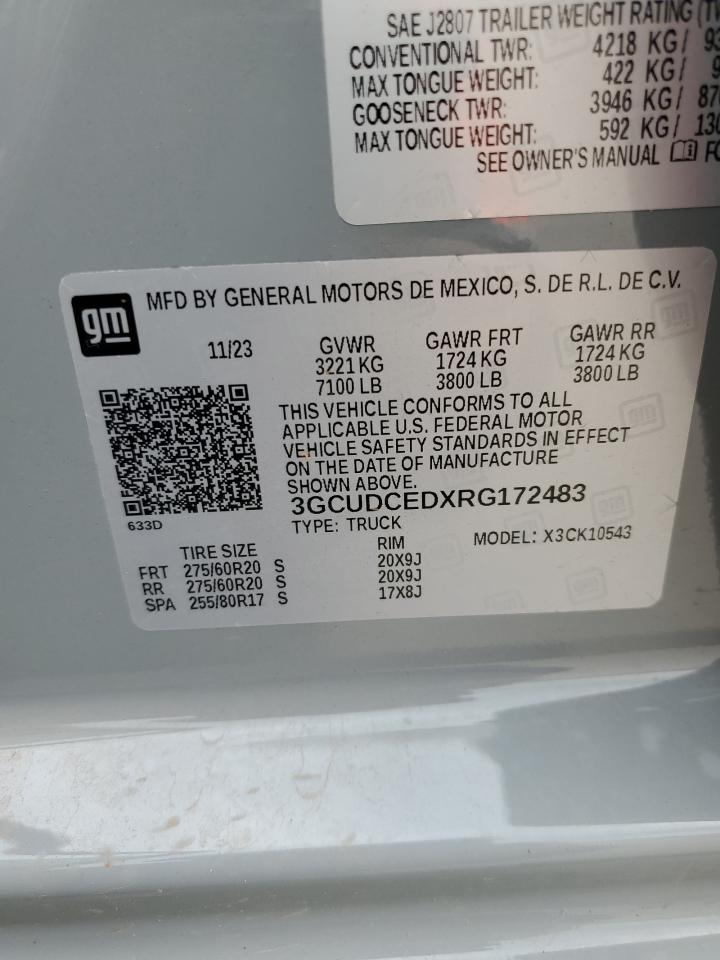 SAE J2807 TRAILER WEIGHT RATING
CONVENTIONAL TWR: 4218 KG/
MAX TONGUE WEIGHT: 422 KG/
GOOSENECK TWR: 3946 KG/
MAX TONGUE WEIGHT: 592 KG/
SEE OWNER'S MANUAL
gm
MFD BY GENERAL MOTORS DE MEXICO, S. DE R.L. DE C.V.
11/23
GVWR GAWR FRT GAWR RR
3221 KG 1724 KG 1724 KG
7100 LB 3800 LB 3800 LB
THIS VEHICLE CONFORMS TO ALL
APPLICABLE U.S. FEDERAL MOTOR
VEHICLE SAFETY STANDARDS IN EFFECT
ON THE DATE OF MANUFACTURE
SHOWN ABOVE.
3GCUDCEDXRG172483
633D
TYPE: TRUCK
MODEL: X3CK10543
TIRE SIZE RIM
FRT 275/60R20 S 20X9J
RR 275/60R20 S 20X9J
SPA 255/80R17 S 17X8J